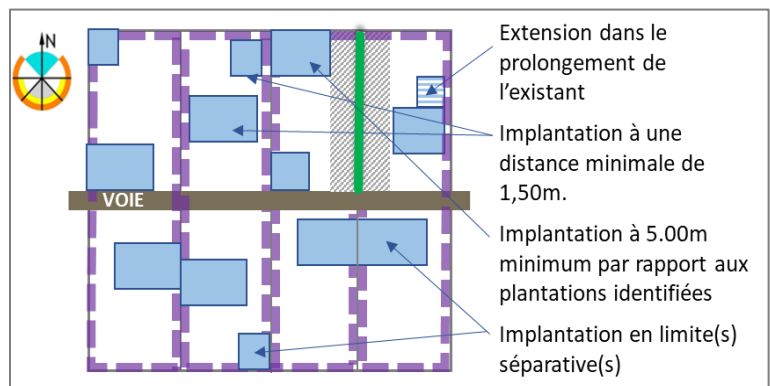 N
VOIE
Extension dans le
prolongement de
l'existant
Implantation à une
distance minimale de
1,50m.
Implantation à 5.00m
minimum par rapport aux
plantations identifiées
Implantation en limite(s)
séparative(s)